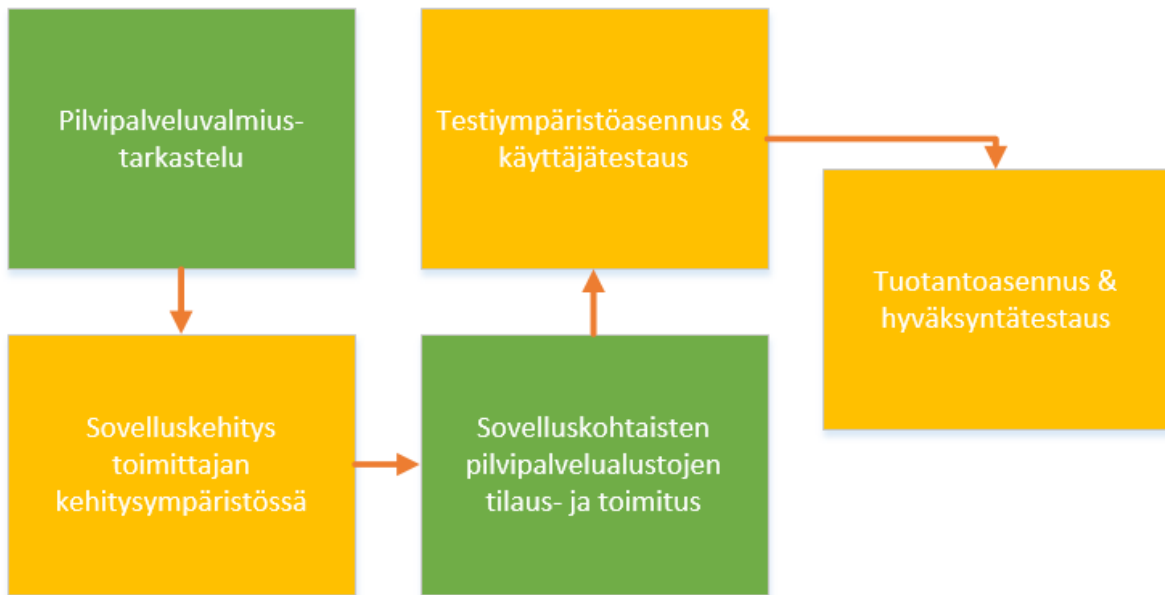 Pilvipalveluvalmius-
tarkastelu
Sovelluskehitys
toimittajan
kehitysympäristössä
Sovelluskohtaisten
pilvipalvelualustojen
tilaus- ja toimitus
Testiympäristöasennus &
käyttäjätestaus
Tuotantoasennus &
hyväksyntätestaus